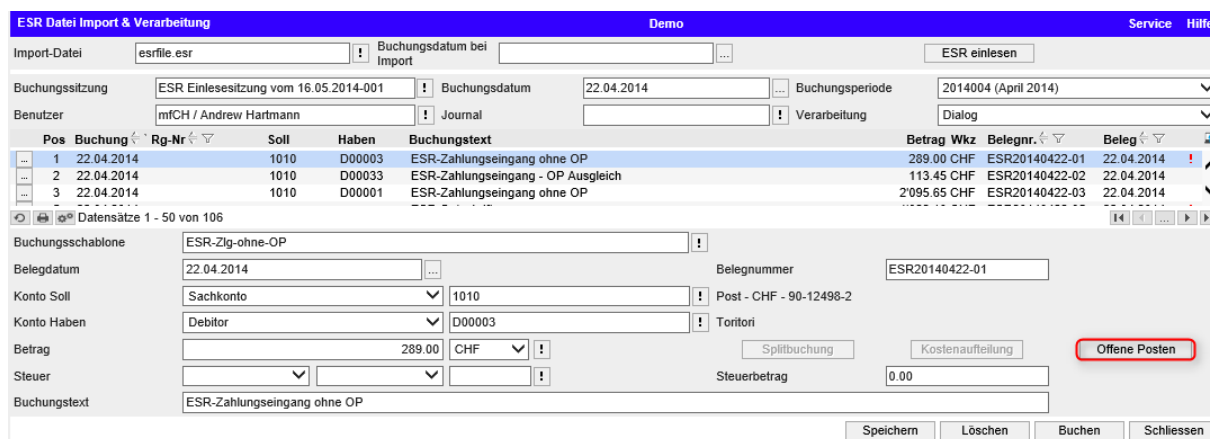 ESR Datei Import & Verarbeitung Demo Service Hilfe
Import-Datei esrfile.esr ! Buchungsdatum bei Import ... ESR einlesen
Buchungssitzung ESR Einlesesitzung vom 16.05.2014-001 ! Buchungsdatum 22.04.2014 ... Buchungsperiode 2014004 (April 2014)
Benutzer mfCH / Andrew Hartmann ! Journal ! Verarbeitung Dialog
Pos Buchung Rg-Nr Soll Haben Buchungstext Betrag Wkz Belegnr. Beleg
... 1 22.04.2014 1010 D00003 ESR-Zahlungseingang ohne OP 289.00 CHF ESR20140422-01 22.04.2014 !
... 2 22.04.2014 1010 D00033 ESR-Zahlungseingang - OP Ausgleich 113.45 CHF ESR20140422-02 22.04.2014
... 3 22.04.2014 1010 D00001 ESR-Zahlungseingang ohne OP 2'095.65 CHF ESR20140422-03 22.04.2014
Datensätze 1 - 50 von 106 ...
Buchungsschablone ESR-Zlg-ohne-OP !
Belegdatum 22.04.2014 ... Belegnummer ESR20140422-01
Konto Soll Sachkonto 1010 ! Post - CHF - 90-12498-2
Konto Haben Debitor D00003 ! Toritori
Betrag 289.00 CHF ! Splitbuchung Kostenaufteilung Offene Posten
Steuer ! Steuerbetrag 0.00
Buchungstext ESR-Zahlungseingang ohne OP
Speichern Löschen Buchen Schliessen